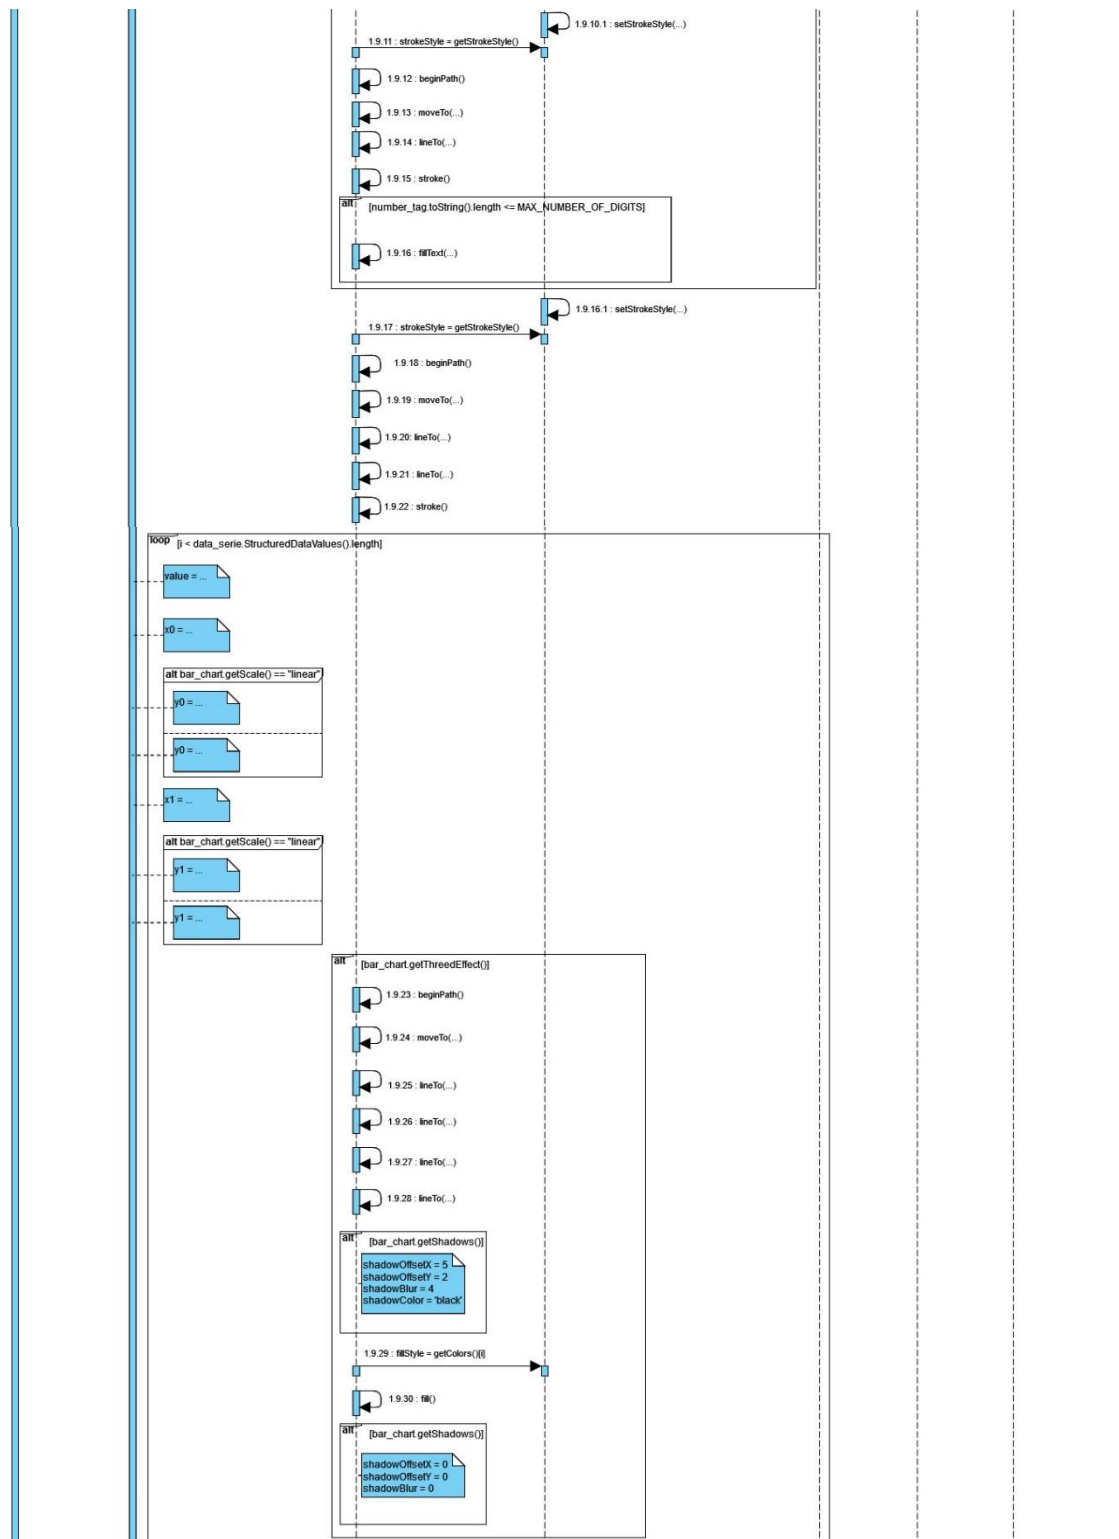 1.9.10.1 : setStrokeStyle(...)
1.9.11 : strokeStyle = getStrokeStyle()
1.9.12 : beginPath()
1.9.13 : moveTo(...)
1.9.14 : lineTo(...)
1.9.15 : stroke()
alt
[number_tag.toString().length <= MAX_NUMBER_OF_DIGITS]
1.9.16 : fillText(...)
1.9.16.1 : setStrokeStyle(...)
1.9.17 : strokeStyle = getStrokeStyle()
1.9.18 : beginPath()
1.9.19 : moveTo(...)
1.9.20: lineTo(...)
1.9.21 : lineTo(...)
1.9.22 : stroke()
loop [i < data_serie.StructuredDataValues().length]
value = ...
x0 = ...
alt bar_chart.getScale() == "linear"
y0 = ...
y0 = ...
x1 = ...
alt bar_chart.getScale() == "linear"
y1 = ...
y1 = ...
alt [bar_chart.getThreedEffect()]
1.9.23 : beginPath()
1.9.24 : moveTo(...)
1.9.25 : lineTo(...)
1.9.26 : lineTo(...)
1.9.27 : lineTo(...)
1.9.28 : lineTo(...)
alt [bar_chart.getShadows()]
shadowOffsetX = 5
shadowOffsetY = 2
shadowBlur = 4
shadowColor = 'black'
1.9.29 : fillStyle = getColors()[i]
1.9.30 : fill()
alt [bar_chart.getShadows()]
shadowOffsetX = 0
shadowOffsetY = 0
shadowBlur = 0